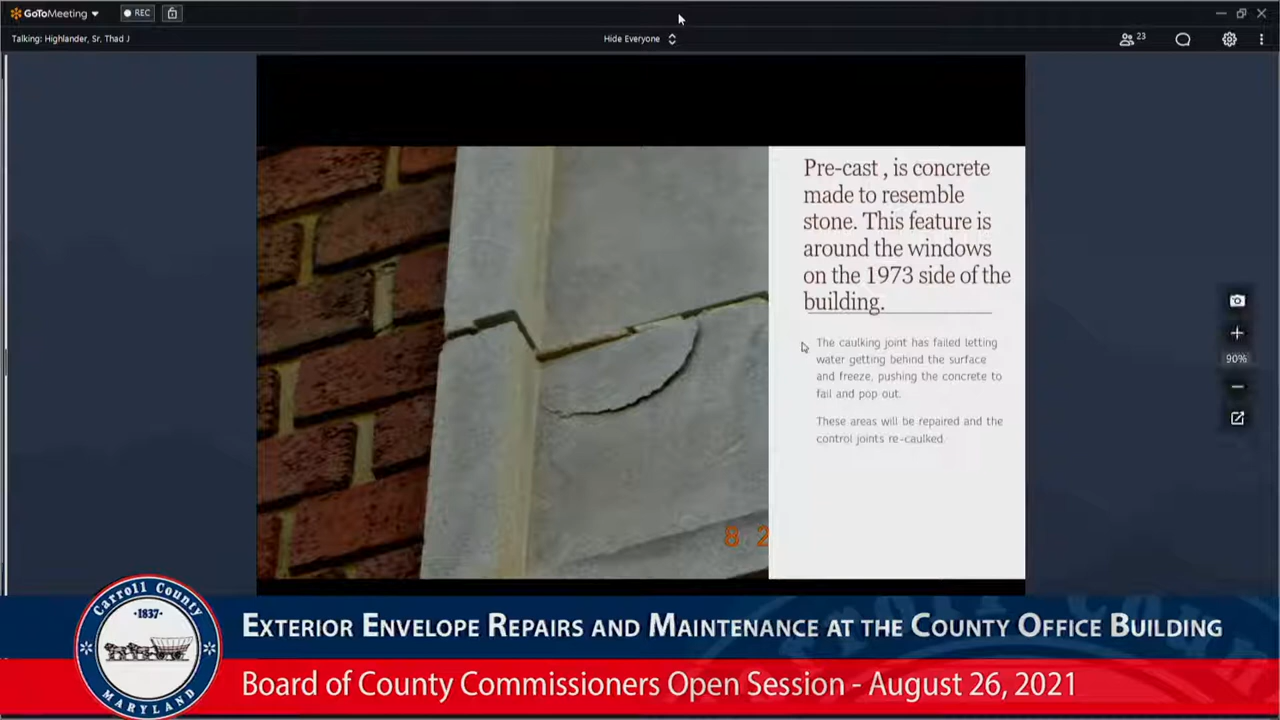 GoToMeeting
REC
Talking: Highlander, Sr. Thad J
Hide Everyone
23
Pre-cast , is concrete
made to resemble
stone. This feature is
around the windows
on the 1973 side of the
building.
The caulking joint has failed letting
water getting behind the surface
and freeze, pushing the concrete to
fail and pop out.
These areas will be repaired and the
control joints re-caulked.
90%
8 2
Carroll County
·1837·
MARYLAND
EXTERIOR ENVELOPE REPAIRS AND MAINTENANCE AT THE COUNTY OFFICE BUILDING
Board of County Commissioners Open Session - August 26, 2021